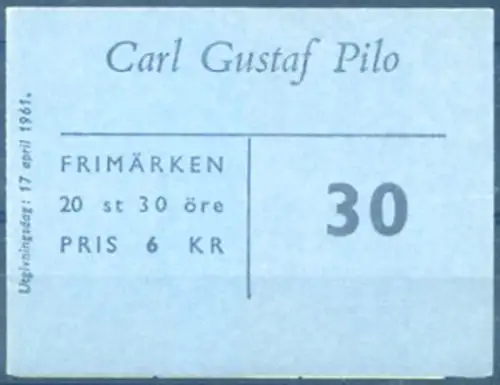 Carl Gustaf Pilo
Utgivningsdag: 17 april 1961.
FRIMÄRKEN
20 st 30 öre
PRIS 6 KR
30